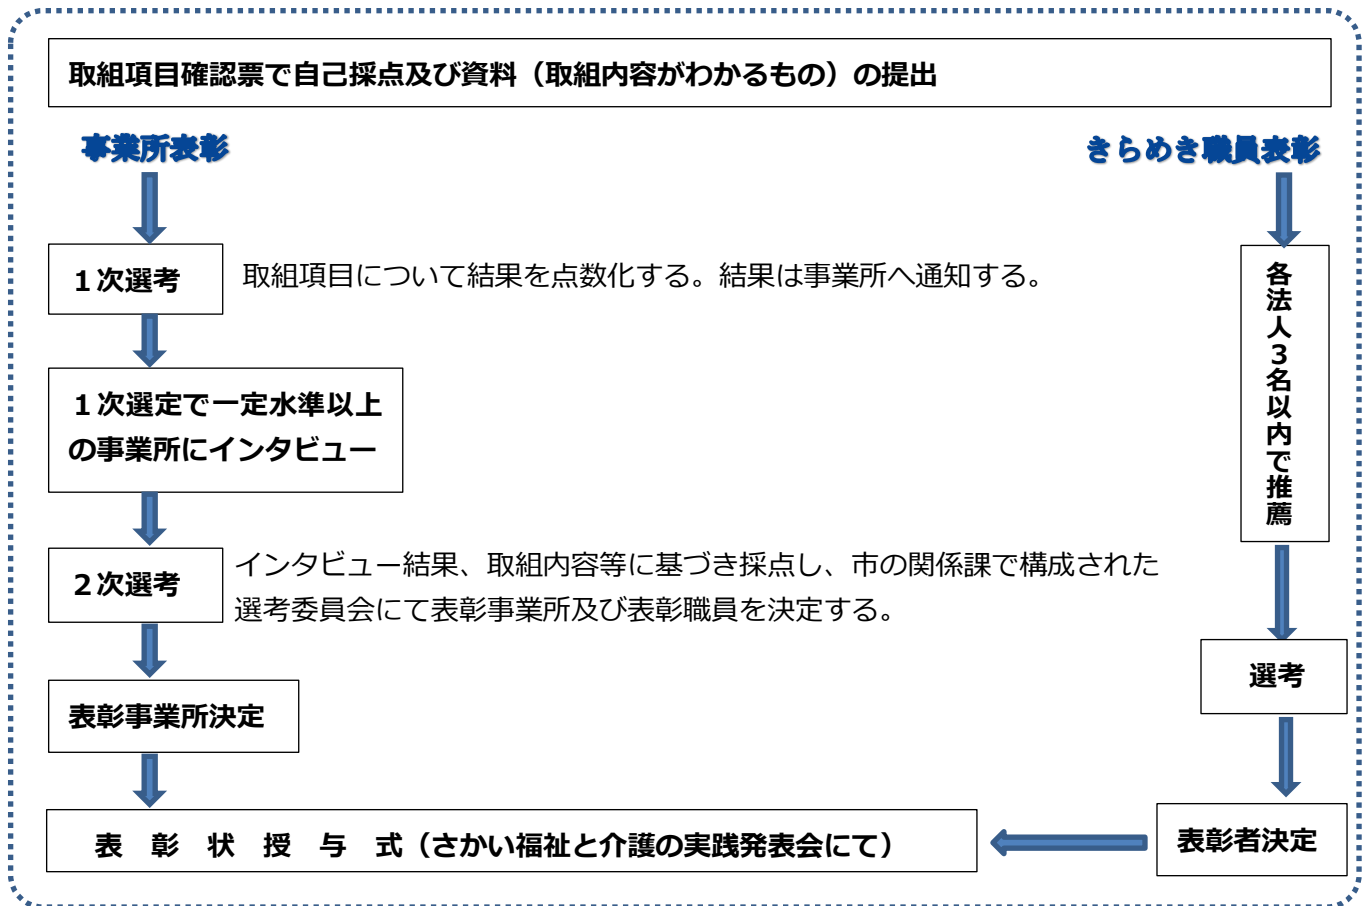 取組項目確認票で自己採点及び資料（取組内容がわかるもの）の提出
事業所表彰
きらめき職員表彰
１次選考
取組項目について結果を点数化する。結果は事業所へ通知する。
１次選定で一定水準以上
の事業所にインタビュー
２次選考
インタビュー結果、取組内容等に基づき採点し、市の関係課で構成された
選考委員会にて表彰事業所及び表彰職員を決定する。
表彰事業所決定
各法人３名以内で推薦
選考
表彰者決定
表　彰　状　授　与　式（さかい福祉と介護の実践発表会にて）